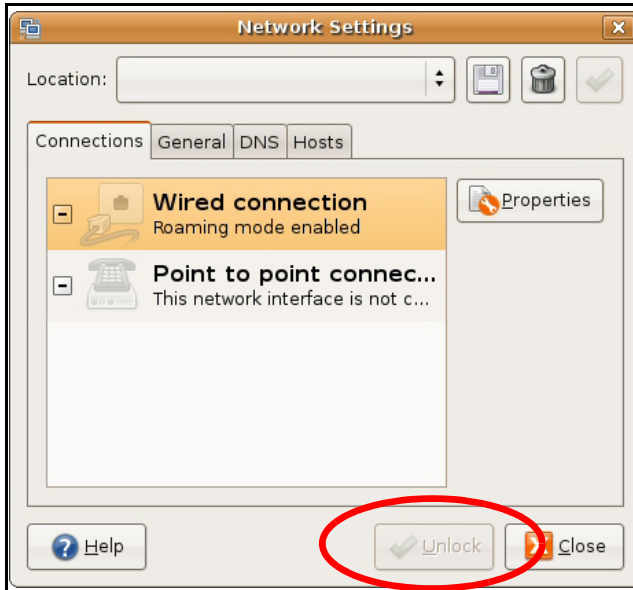 Network Settings
Location:
Connections General DNS Hosts
Wired connection
Roaming mode enabled
Properties
Point to point connec...
This network interface is not c...
Help Unlock Close